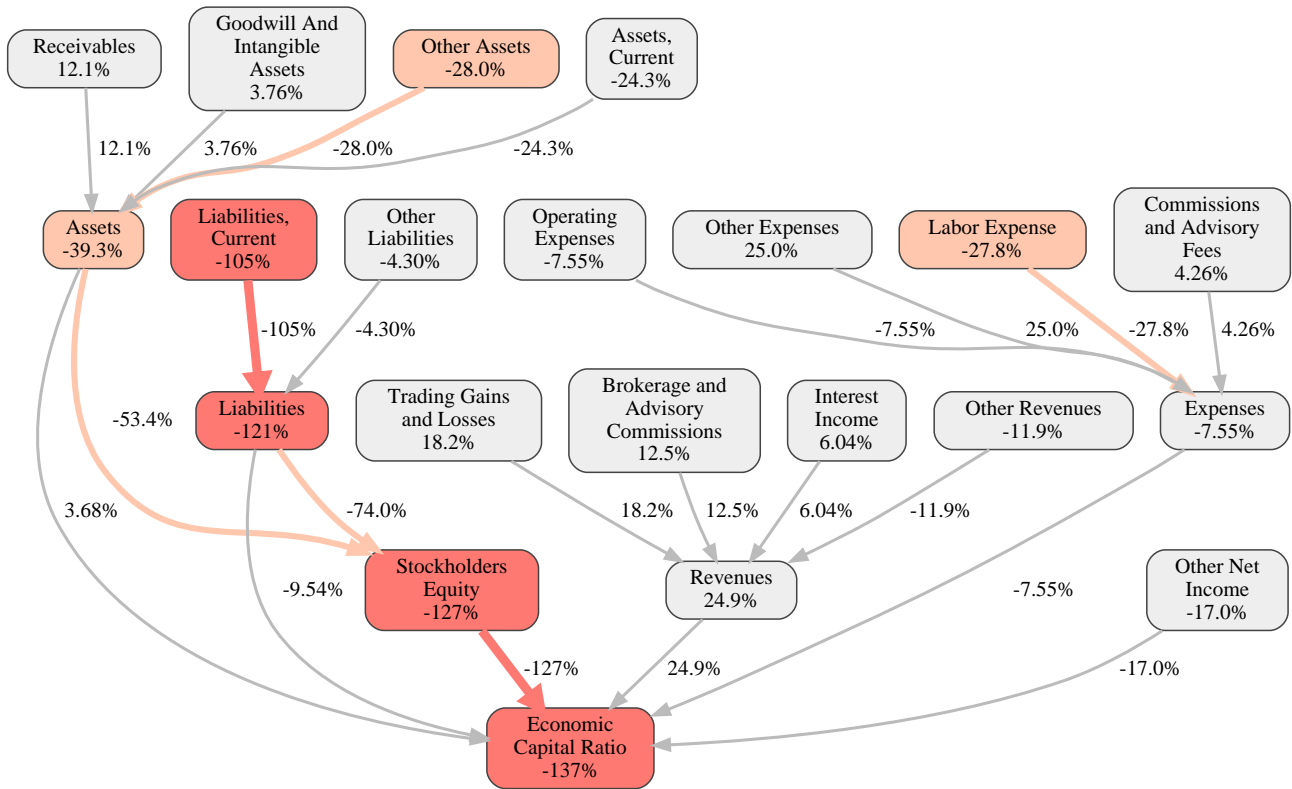 Receivables
12.1%
Goodwill And
Intangible
Assets
3.76%
Other Assets
-28.0%
Assets,
Current
-24.3%
12.1%
3.76%
-28.0%
-24.3%
Assets
-39.3%
Liabilities,
Current
-105%
Other
Liabilities
-4.30%
Operating
Expenses
-7.55%
Other Expenses
25.0%
Labor Expense
-27.8%
Commissions
and Advisory
Fees
4.26%
-105%
-4.30%
-7.55%
25.0%
-27.8%
4.26%
-53.4%
Liabilities
-121%
Trading Gains
and Losses
18.2%
Brokerage and
Advisory
Commissions
12.5%
Interest
Income
6.04%
Other Revenues
-11.9%
Expenses
-7.55%
3.68%
-74.0%
18.2%
12.5%
6.04%
-11.9%
-9.54%
Stockholders
Equity
-127%
Revenues
24.9%
-7.55%
Other Net
Income
-17.0%
-127%
24.9%
-17.0%
Economic
Capital Ratio
-137%